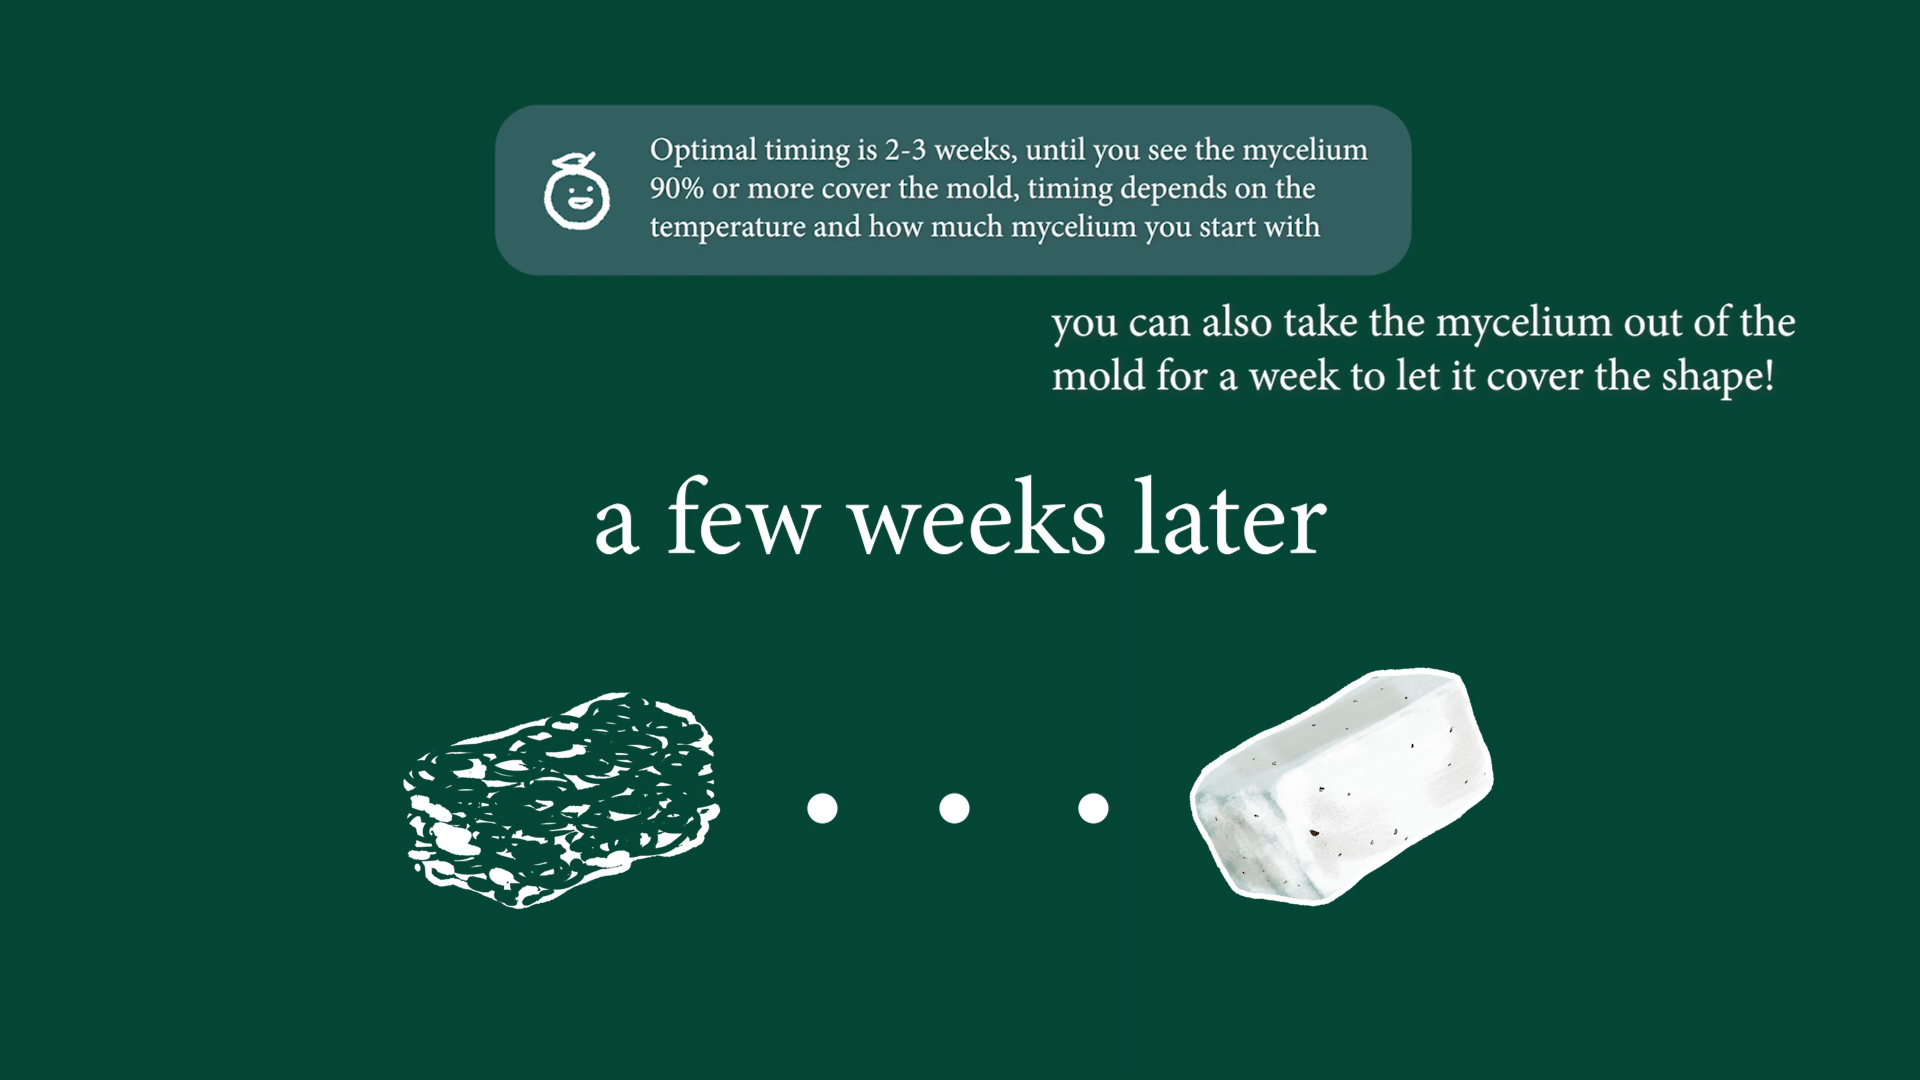 Optimal timing is 2-3 weeks, until you see the mycelium
90% or more cover the mold, timing depends on the
temperature and how much mycelium you start with
you can also take the mycelium out of the
mold for a week to let it cover the shape!
a few weeks later